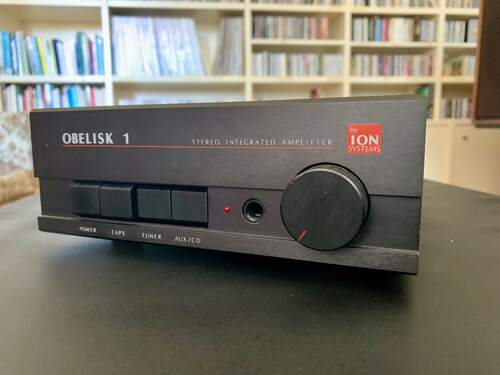 OBELISK 1
STEREO INTEGRATED AMPLIFIER
by
ION
SYSTEMS
POWER TAPE TUNER AUX/CD